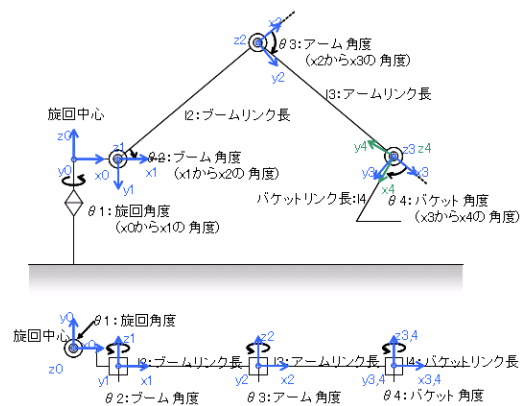 x2
z2
θ3:アーム 角度
(x2からx3の 角度)
y2
l3:アームリンク長
l2:ブームリンク長
旋回中心
z0
z1
y4
z3 z4
θ2:ブーム 角度
(x1からx2の 角度)
y0
x0
x1
y1
y3
x3
x4
バケットリンク長:l4
θ4:バケット 角度
(x3からx4の 角度)
θ1:旋回角度
(x0からx1の 角度)
y0
θ1:旋回角度
旋回中心
x0
z0
z1
z2
z3,4
l2:ブームリンク長
l3:アームリンク長
l4:バケットリンク長
y1
x1
y2
x2
y3,4
x3,4
θ2:ブーム 角度
θ3:アーム 角度
θ4:バケット 角度